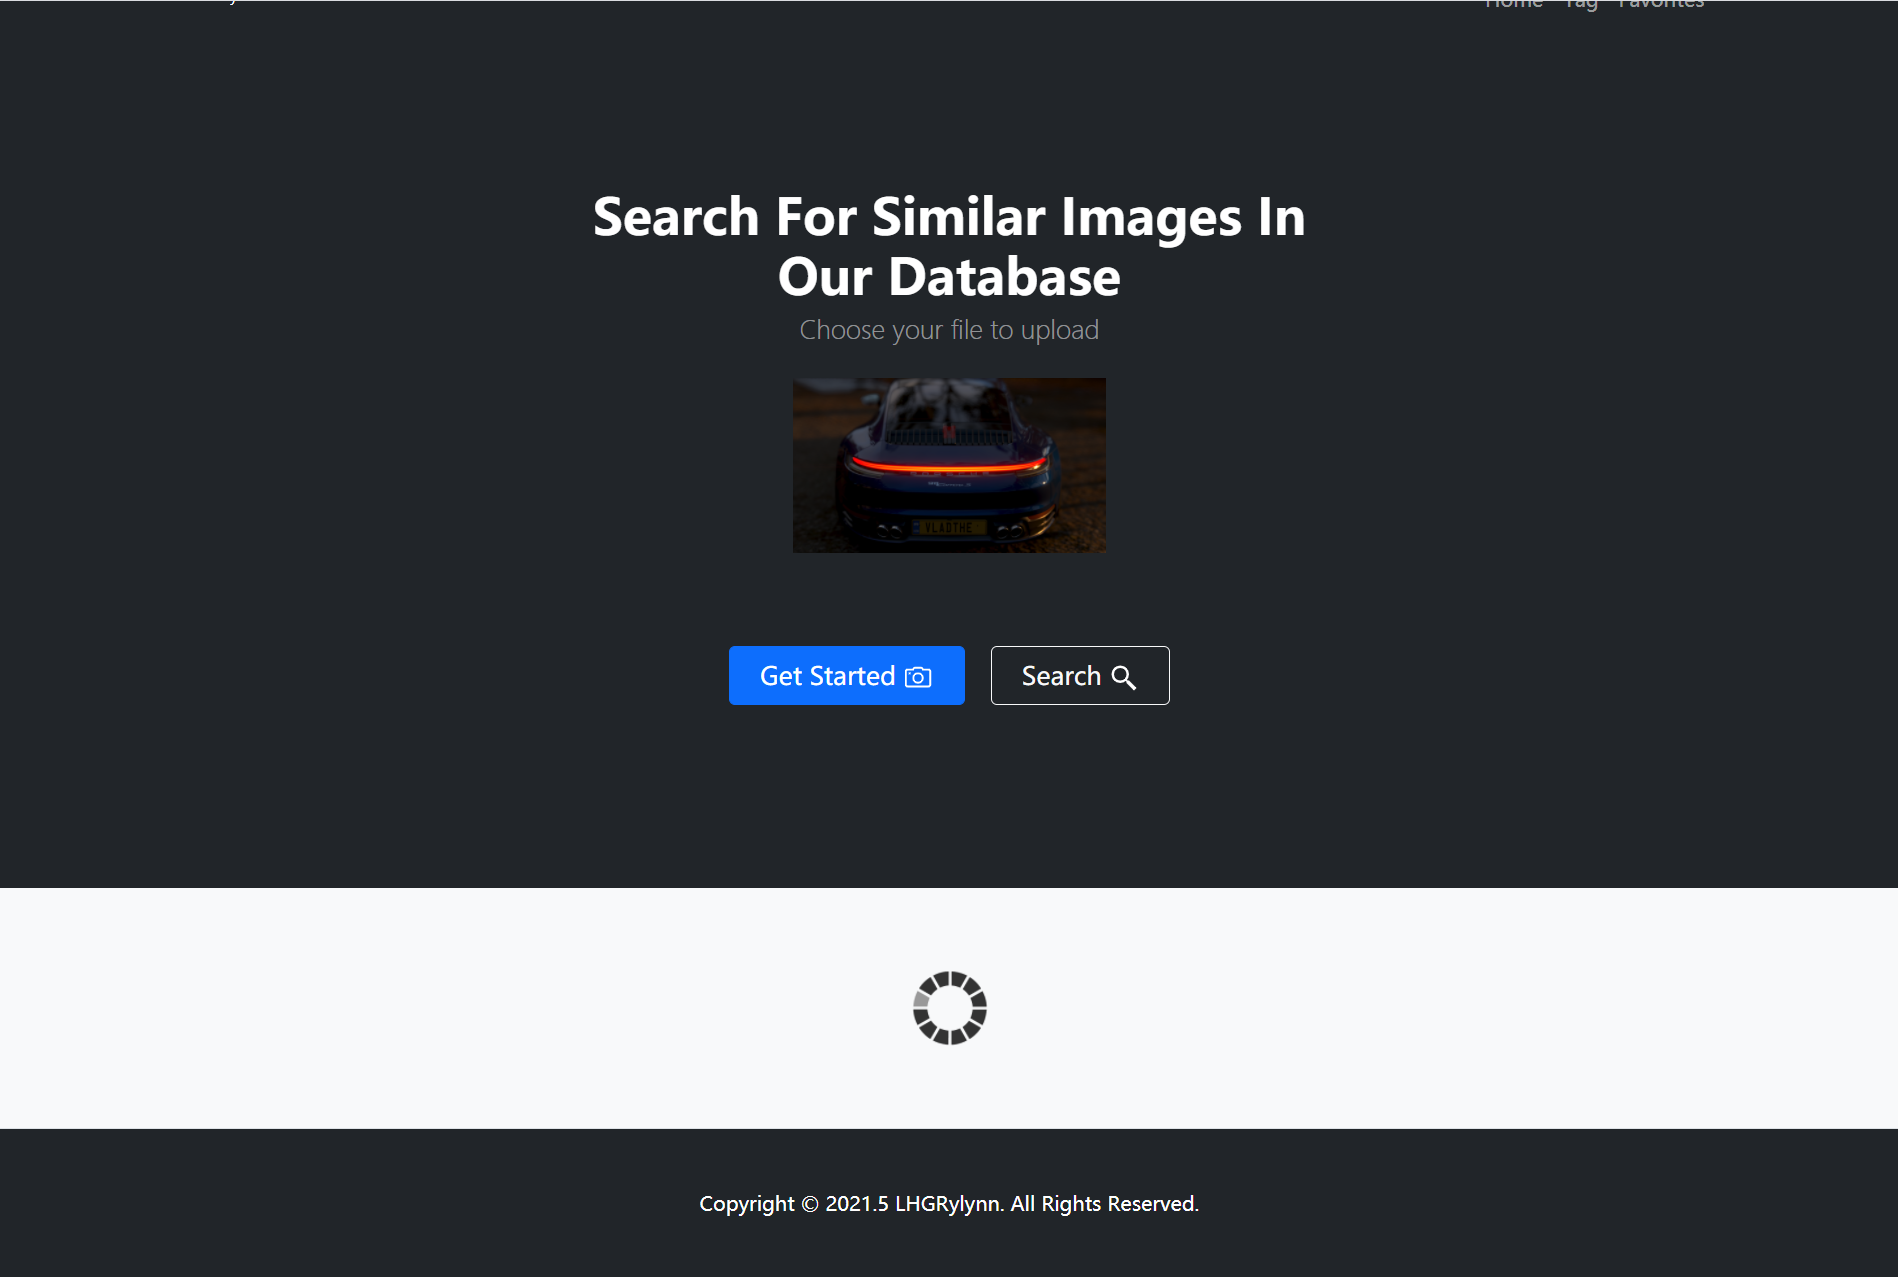 Home Tag Favorites
Search For Similar Images In
Our Database
Choose your file to upload
VLADTHE
Get Started
Search
Copyright © 2021.5 LHGRylynn. All Rights Reserved.